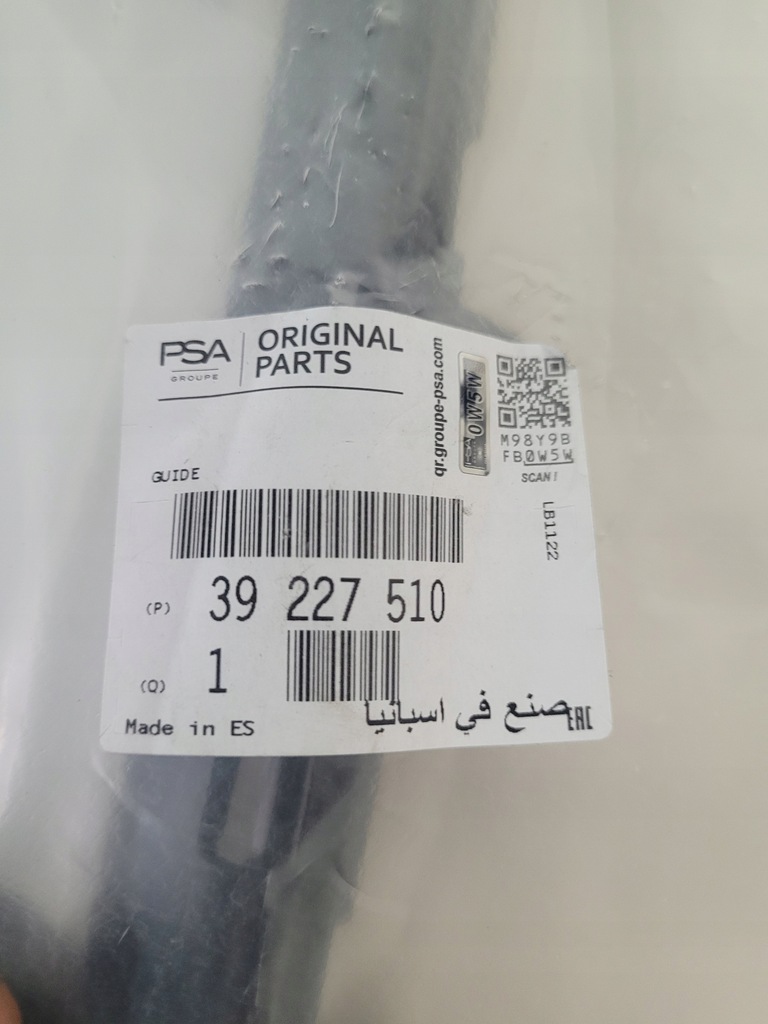 PSA
GROUPE
ORIGINAL
PARTS
qr.groupe-psa.com
0W5W
M98Y9B
FB0W5W
SCAN!
LB1122
GUIDE
(P) 39 227 510
(Q) 1
Made in ES
صنع في اسبانيا
EAC